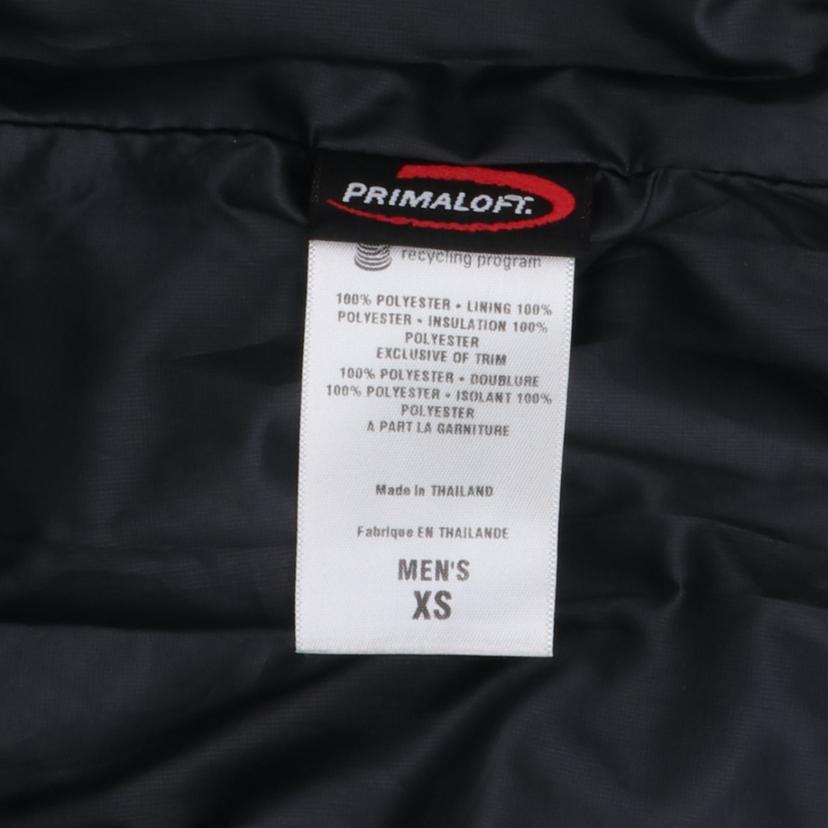 PRIMALOFT.
recycling program
100% POLYESTER • LINING 100%
POLYESTER • INSULATION 100%
POLYESTER
EXCLUSIVE OF TRIM
100% POLYESTER • DOUBLURE
100% POLYESTER • ISOLANT 100%
POLYESTER
A PART LA GARNITURE
Made in THAILAND
Fabrique EN THAILANDE
MEN'S
XS